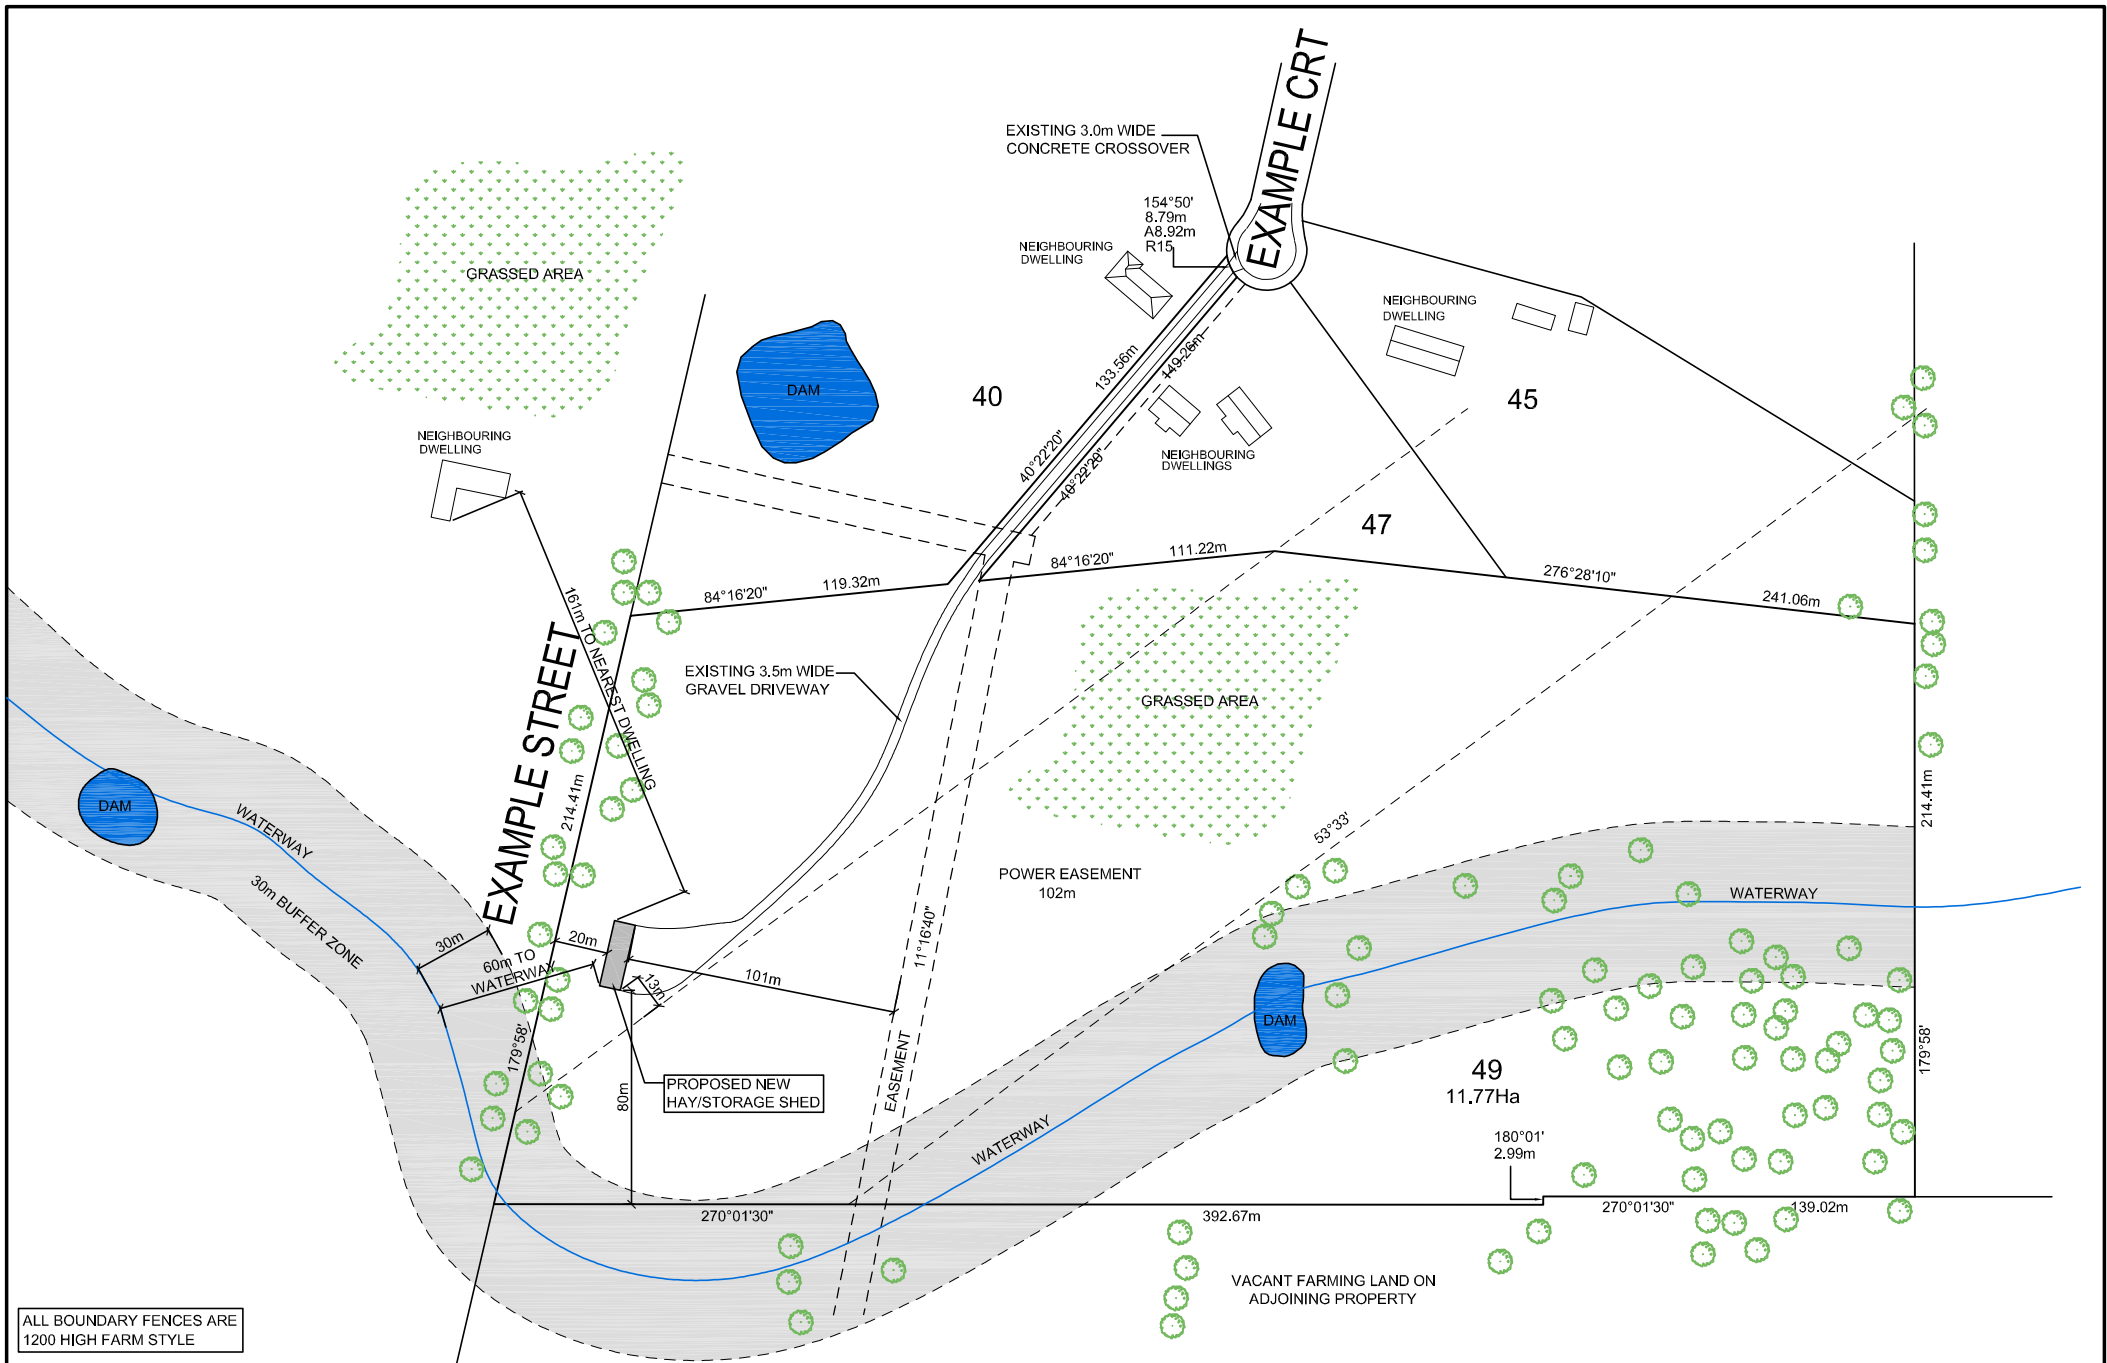 EXAMPLE CRT
EXISTING 3.0m WIDE
CONCRETE CROSSOVER
154°50'
8.79m
A8.92m
R15
NEIGHBOURING
DWELLING
GRASSED AREA
NEIGHBOURING
DWELLING
DAM
40
133.56m
149.26m
45
40°22'20"
40°22'20"
NEIGHBOURING
DWELLINGS
NEIGHBOURING
DWELLING
47
84°16'20"
119.32m
84°16'20"
111.22m
276°28'10"
241.06m
161m TO NEAREST DWELLING
EXAMPLE STREET
EXISTING 3.5m WIDE
GRAVEL DRIVEWAY
GRASSED AREA
214.41m
214.41m
DAM
WATERWAY
30m BUFFER ZONE
53°33'
POWER EASEMENT
102m
WATERWAY
30m
60m TO
WATERWAY
20m
13m
101m
11°16'40"
EASEMENT
DAM
179°58'
179°58'
80m
PROPOSED NEW
HAY/STORAGE SHED
49
11.77Ha
WATERWAY
180°01'
2.99m
270°01'30"
392.67m
270°01'30"
139.02m
VACANT FARMING LAND ON
ADJOINING PROPERTY
ALL BOUNDARY FENCES ARE
1200 HIGH FARM STYLE